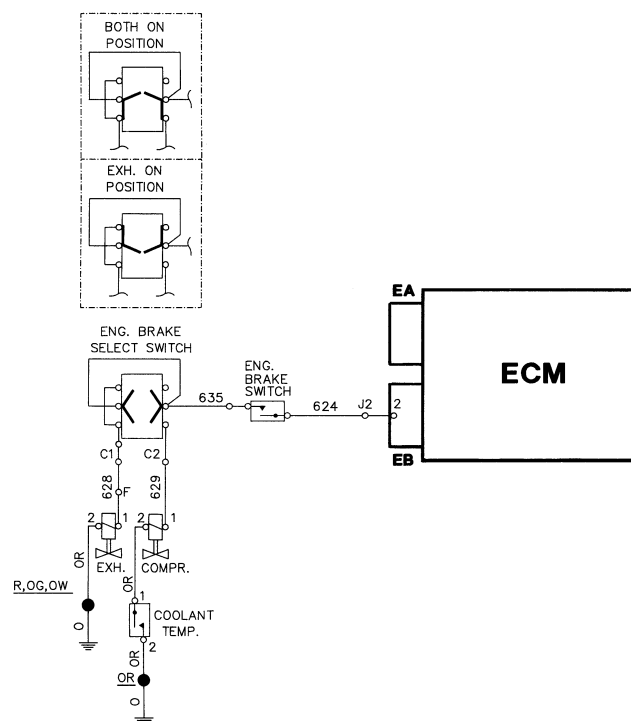 BOTH ON
POSITION
EXH. ON
POSITION
ENG. BRAKE
SELECT SWITCH
ENG.
BRAKE
SWITCH
EA
ECM
635
624
J2
2
EB
C1
C2
628
F
629
2
1
2
1
EXH.
COMPR.
OR
OR
R,OG,OW
1
COOLANT
TEMP.
O
2
OR
OR
O